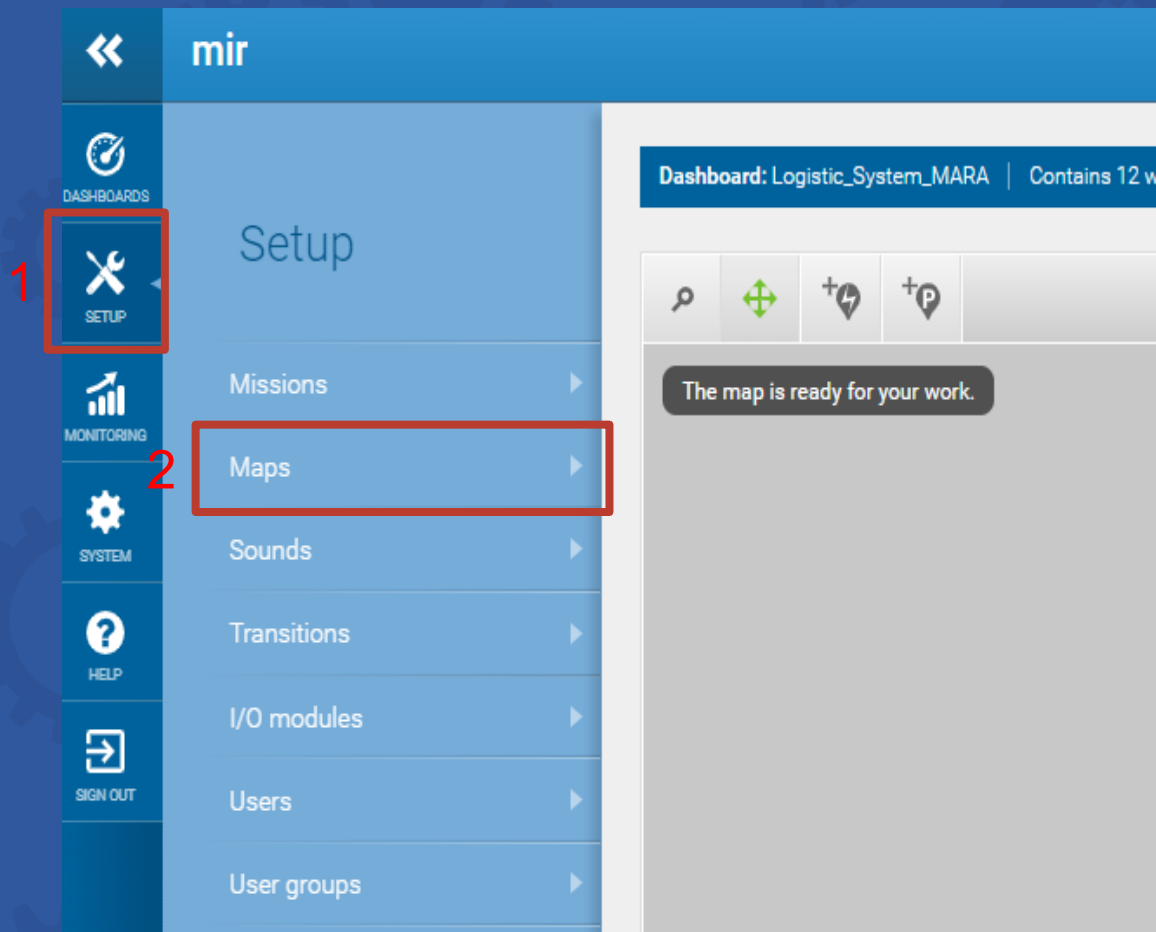 mir
DASHBOARDS
1
SETUP
MONITORING
SYSTEM
HELP
SIGN OUT
Setup
Missions
2
Maps
Sounds
Transitions
I/O modules
Users
User groups
Dashboard: Logistic_System_MARA | Contains 12 w
P
The map is ready for your work.